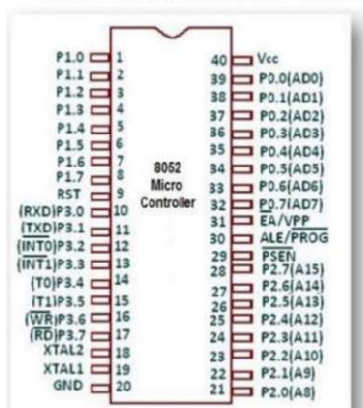 P1.0 1 40 Vcc
P1.1 2 39 P0.0(AD0)
P1.2 3 38 P0.1(AD1)
P1.3 4 37 P0.2(AD2)
P1.4 5 36 P0.3(AD3)
P1.5 6 35 P0.4(AD4)
P1.6 7 34 P0.5(AD5)
P1.7 8 33 P0.6(AD6)
RST 9 32 P0.7(AD7)
(RXD)P3.0 10 31 EA/VPP
(TXD)P3.1 11 30 ALE/PROG
(INT0)P3.2 12 29 PSEN
(INT1)P3.3 13 28 P2.7(A15)
(T0)P3.4 14 27 P2.6(A14)
(T1)P3.5 15 26 P2.5(A13)
(WR)P3.6 16 25 P2.4(A12)
(RD)P3.7 17 24 P2.3(A11)
XTAL2 18 23 P2.2(A10)
XTAL1 19 22 P2.1(A9)
GND 20 21 P2.0(A8)
8052
Micro
Controller